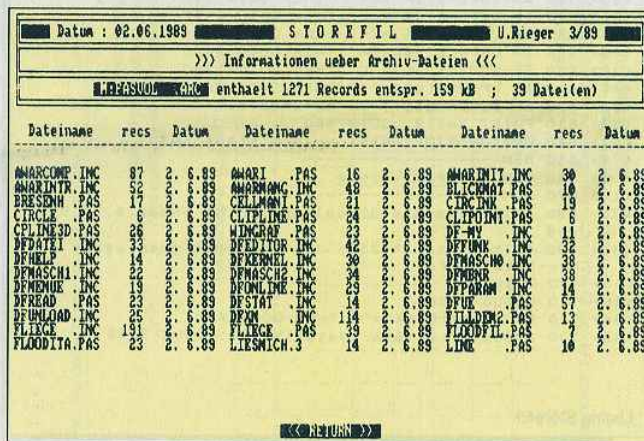 Datum : 02.06.1989 S T O R E F I L U.Rieger 3/89
>>> Informationen ueber Archiv-Dateien <<<
M:PASVOL .ARC enthaelt 1271 Records entspr. 159 kB ; 39 Datei(en)
Dateiname recs Datum Dateiname recs Datum Dateiname recs Datum
AWARCOMP.INC 87 2. 6.89 AWARI .PAS 16 2. 6.89 AWARIMIT.INC 30 2. 6.89
AWARINTR.INC 52 2. 6.89 AWARMANG.INC 48 2. 6.89 BLICKMAT.PAS 10 2. 6.89
BRESENH .PAS 17 2. 6.89 CELLMANI.PAS 21 2. 6.89 CIRCINK .PAS 19 2. 6.89
CIRCLE .PAS 6 2. 6.89 CLIPLINE.PAS 24 2. 6.89 CLIPOINT.PAS 6 2. 6.89
CPLINE3D.PAS 26 2. 6.89 WINGRAF .PAS 23 2. 6.89 DF-MY .INC 11 2. 6.89
DFDATEI .INC 33 2. 6.89 DFEDITOR.INC 42 2. 6.89 DFFUNK .INC 32 2. 6.89
DFHELP .INC 14 2. 6.89 DFKERNEL.INC 30 2. 6.89 DFMASCH0.INC 38 2. 6.89
DFMASCH1.INC 22 2. 6.89 DFMASCH2.INC 34 2. 6.89 DFMBNR .INC 38 2. 6.89
DFMEMUE .INC 19 2. 6.89 DFONLINE.INC 29 2. 6.89 DFPARAM .INC 14 2. 6.89
DFREAD .PAS 23 2. 6.89 DFSTAT .INC 14 2. 6.89 DFUE .PAS 57 2. 6.89
DFUNLOAD.INC 25 2. 6.89 DFXM .INC 114 2. 6.89 FILLDEM2.PAS 13 2. 6.89
FLIEGE .INC 191 2. 6.89 FLIEGE .PAS 39 2. 6.89 FLOODFIL.PAS 7 2. 6.89
FLOODITA.PAS 23 2. 6.89 LIESMICH.3 14 2. 6.89 LINE .PAS 10 2. 6.89
<< RETURN >>